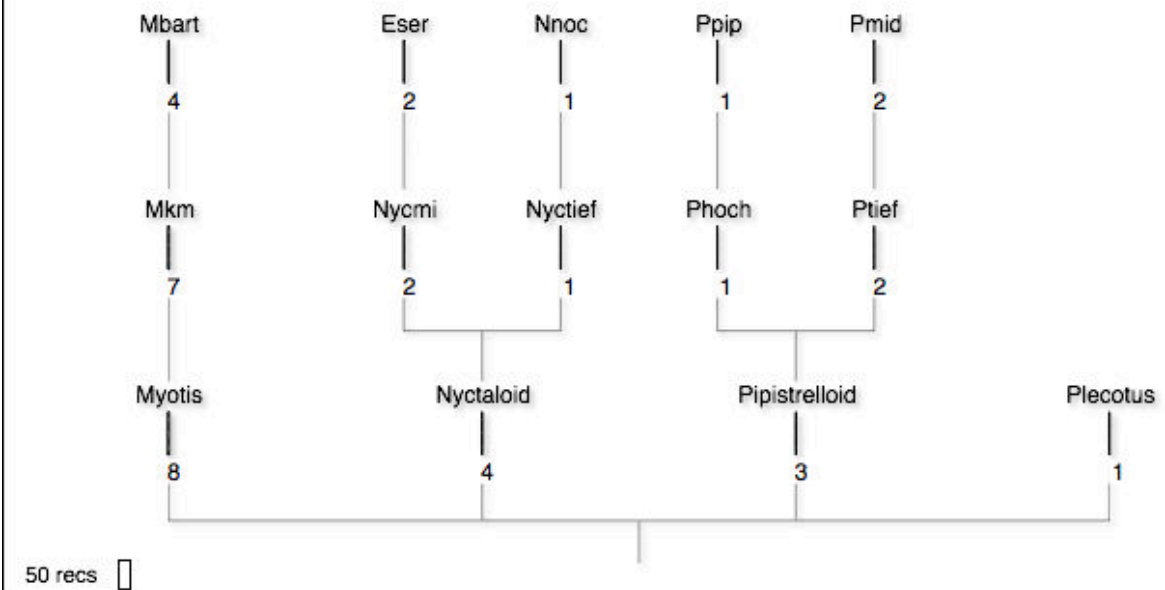 Mbart Eser Nnoc Ppip Pmid
4 2 1 1 2
Mkm Nycmi Nyctief Phoch Ptief
7 2 1 1 2
Myotis Nyctaloid Pipistrelloid Plecotus
8 4 3 1
50 recs